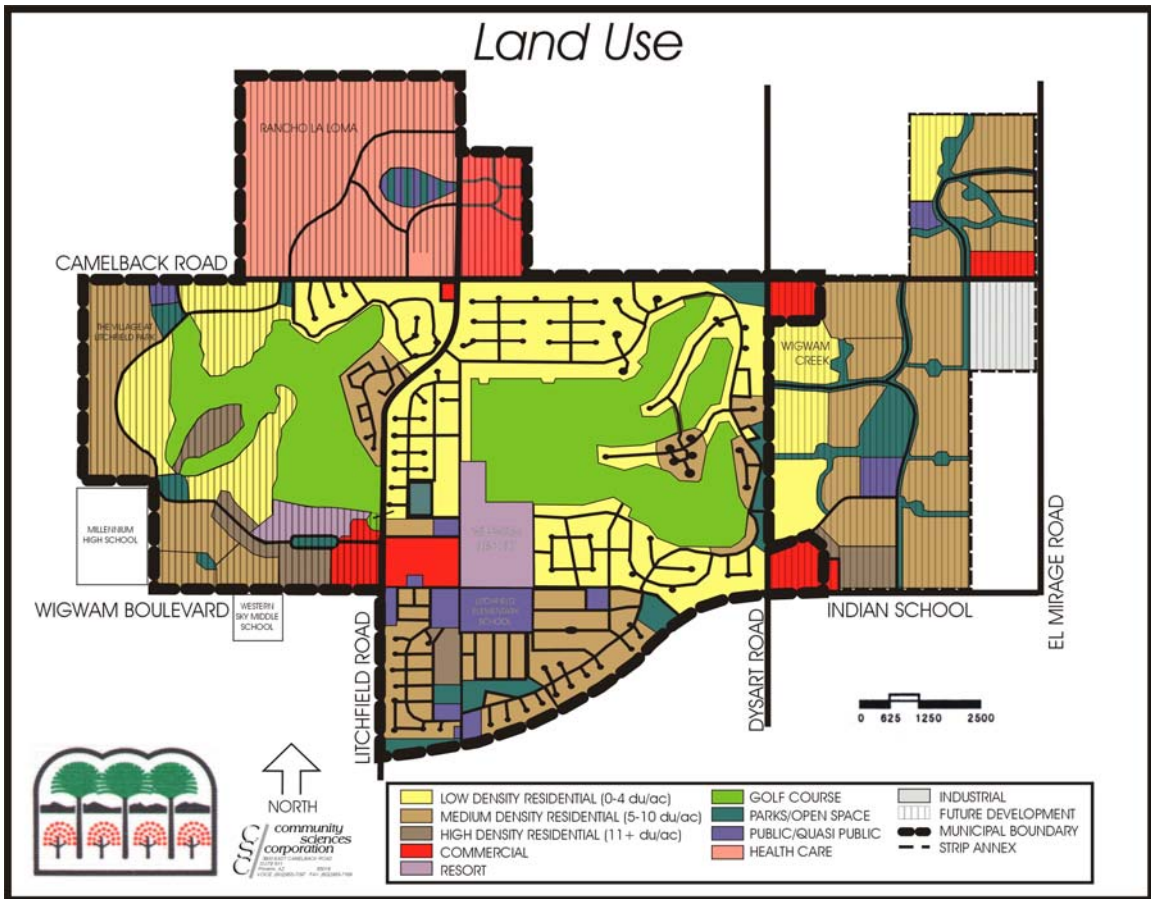 Land Use
RANCHO LA LOMA
CAMELBACK ROAD
THE VILLAGE AT
LITCHFIELD PARK
WIGWAM
CREEK
MILLENNIUM
HIGH SCHOOL
WIGWAM BOULEVARD
WESTERN
SKY MIDDLE
SCHOOL
LITCHFIELD
ELEMENTARY
SCHOOL
INDIAN SCHOOL
LITCHFIELD ROAD
DYSART ROAD
EL MIRAGE ROAD
0 625 1250 2500
NORTH
community
sciences
corporation
LOW DENSITY RESIDENTIAL (0-4 du/ac)
MEDIUM DENSITY RESIDENTIAL (5-10 du/ac)
HIGH DENSITY RESIDENTIAL (11+ du/ac)
COMMERCIAL
RESORT
GOLF COURSE
PARKS/OPEN SPACE
PUBLIC/QUASI PUBLIC
HEALTH CARE
INDUSTRIAL
FUTURE DEVELOPMENT
MUNICIPAL BOUNDARY
STRIP ANNEX